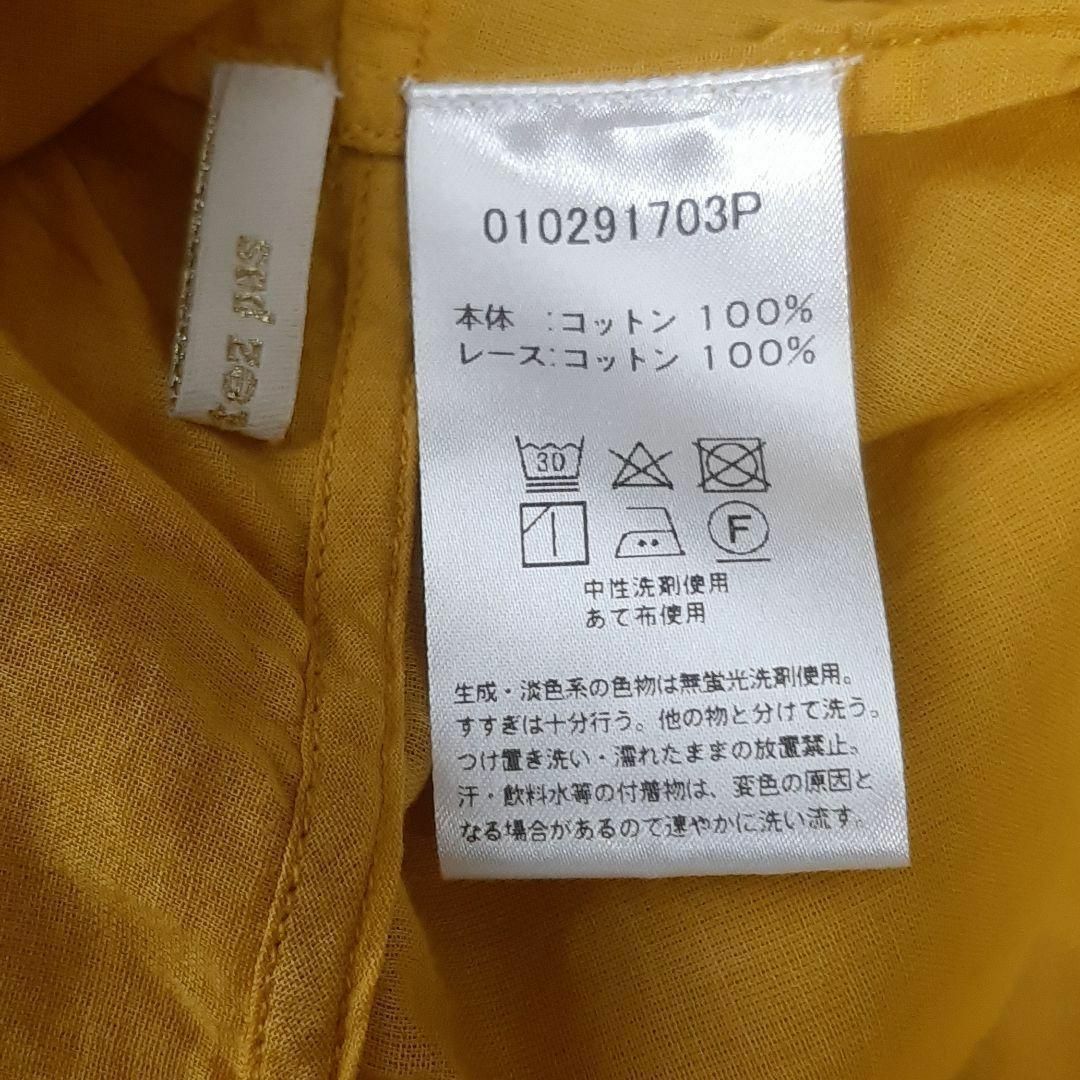 010291703P
本体 :コットン 100%
レース:コットン 100%
30
F
中性洗剤使用
あて布使用
生成・淡色系の色物は無蛍光洗剤使用。
すすぎは十分行う。他の物と分けて洗う。
つけ置き洗い・濡れたままの放置禁止。
汗・飲料水等の付着物は、変色の原因と
なる場合があるので速やかに洗い流す。